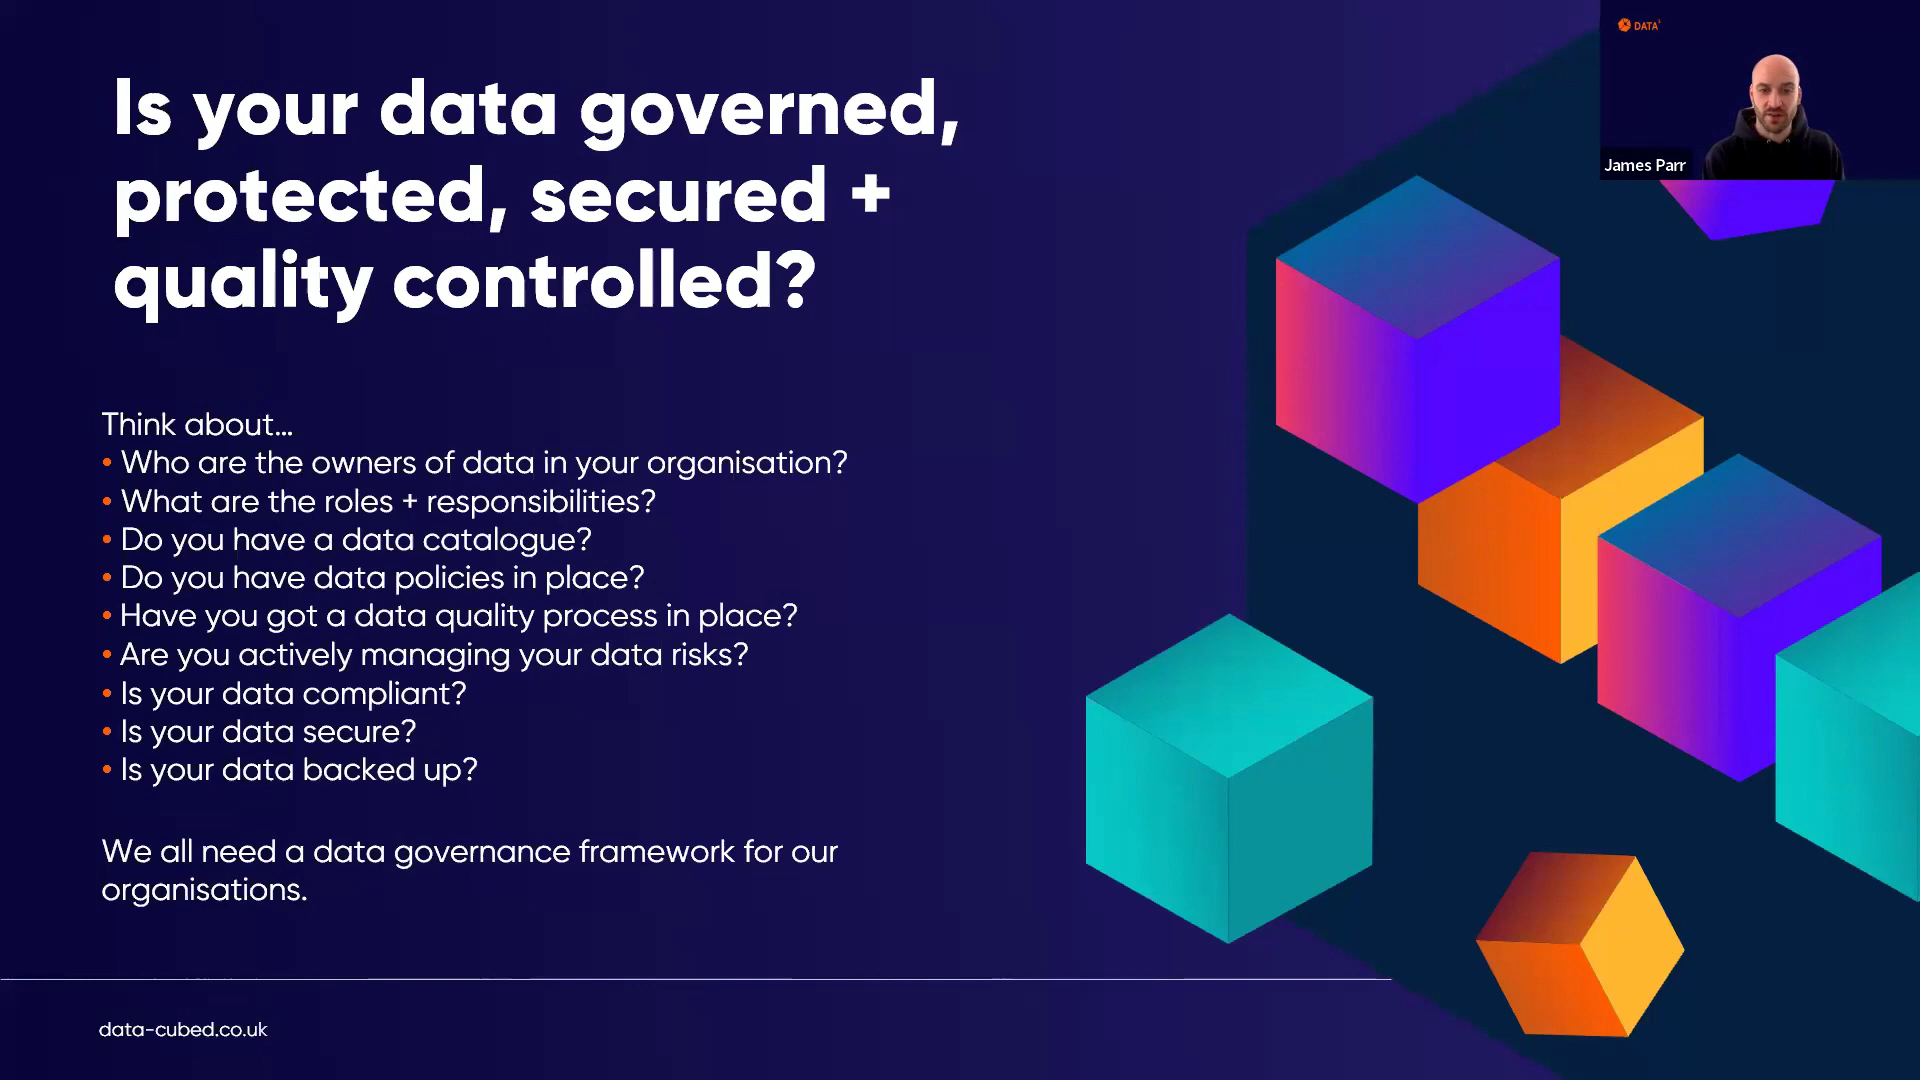 Is your data governed,
protected, secured +
quality controlled?
Think about...
• Who are the owners of data in your organisation?
• What are the roles + responsibilities?
• Do you have a data catalogue?
• Do you have data policies in place?
• Have you got a data quality process in place?
• Are you actively managing your data risks?
• Is your data compliant?
• Is your data secure?
• Is your data backed up?
We all need a data governance framework for our
organisations.
data-cubed.co.uk
DATA³
James Parr